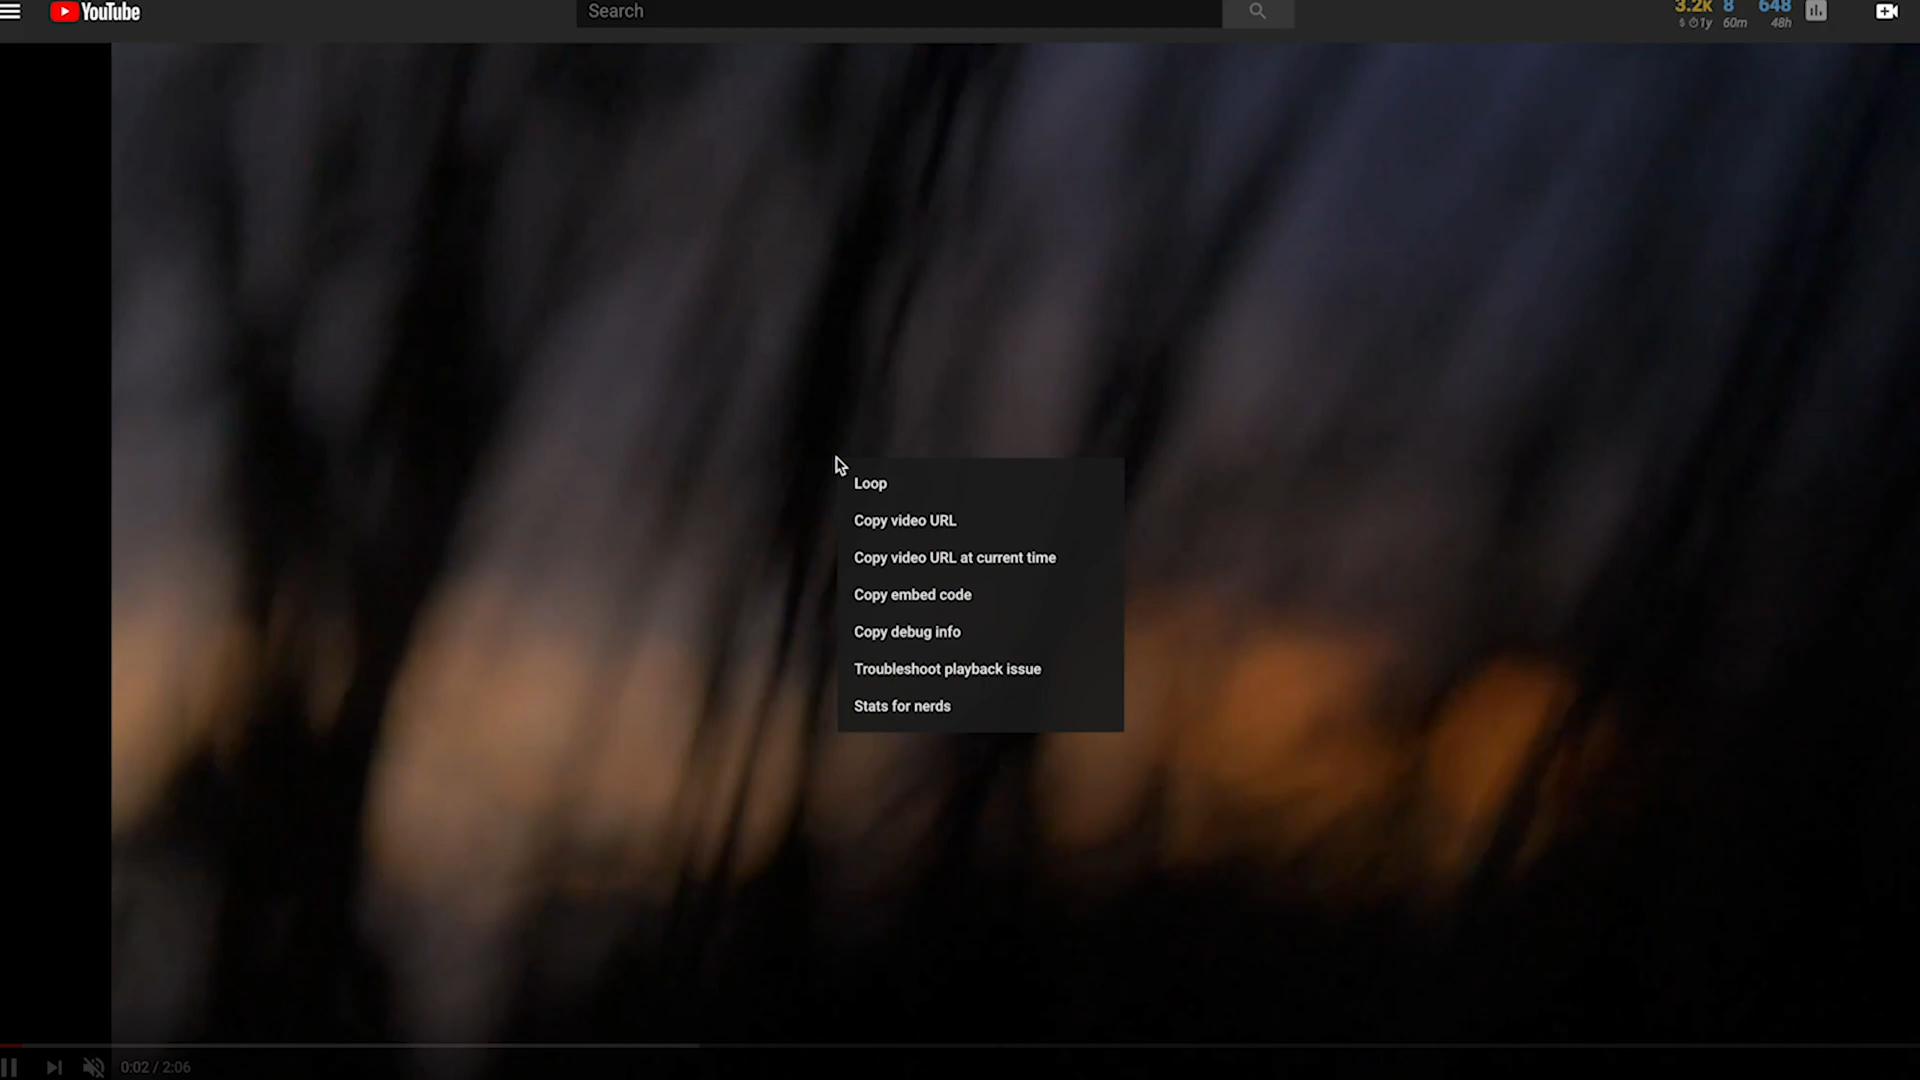 YouTube
Search
3.2k 8 648
$ 1y 60m 48h
Loop
Copy video URL
Copy video URL at current time
Copy embed code
Copy debug info
Troubleshoot playback issue
Stats for nerds
0:02 / 2:06